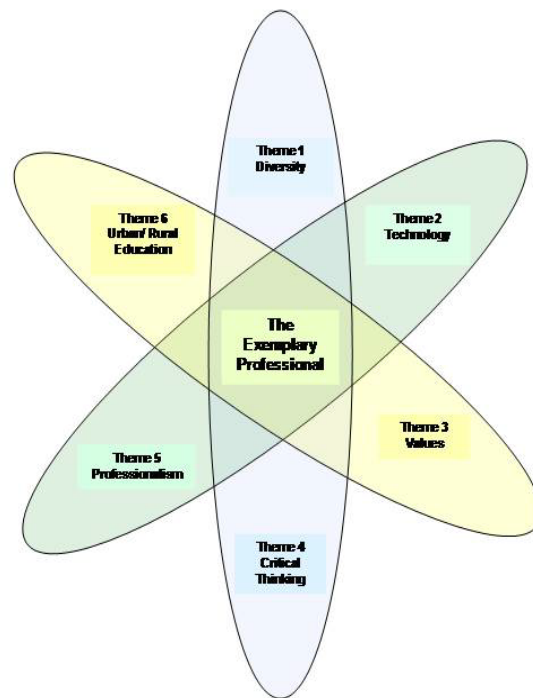 Theme 1
Diversity
Theme 2
Technology
Theme 6
Urban/ Rural
Education
The
Exemplary
Professional
Theme 3
Values
Theme 5
Professionalism
Theme 4
Critical
Thinking